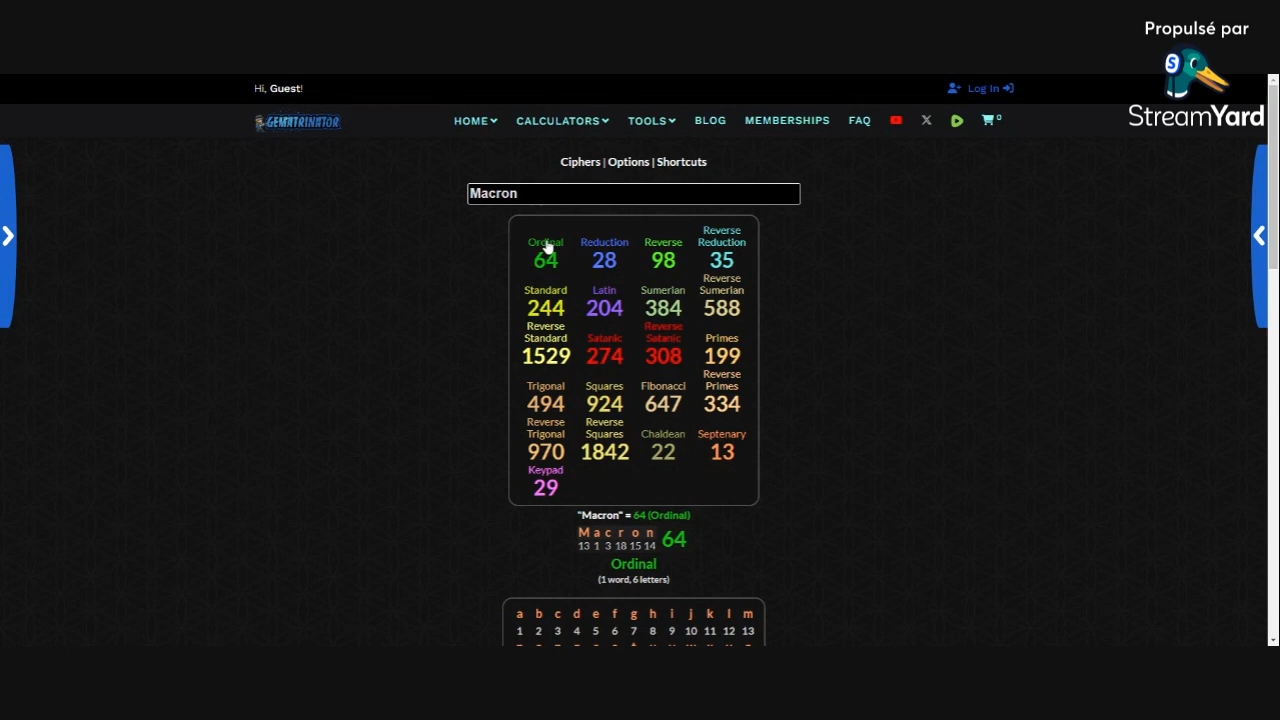 Propulsé par
StreamYard
Hi, Guest!
Log In
GEMATRINATOR
HOME CALCULATORS TOOLS BLOG MEMBERSHIPS FAQ 0
Ciphers | Options | Shortcuts
Macron
Ordinal Reduction Reverse Reverse Reduction
64 28 98 35
Standard Latin Sumerian Reverse Sumerian
244 204 384 588
Reverse Standard Satanic Reverse Satanic Primes
1529 274 308 199
Trigonal Squares Fibonacci Reverse Primes
494 924 647 334
Reverse Trigonal Reverse Squares Chaldean Septenary
970 1842 22 13
Keypad
29
"Macron" = 64 (Ordinal)
M a c r o n 64
13 1 3 18 15 14
Ordinal
(1 word, 6 letters)
a b c d e f g h i j k l m
1 2 3 4 5 6 7 8 9 10 11 12 13